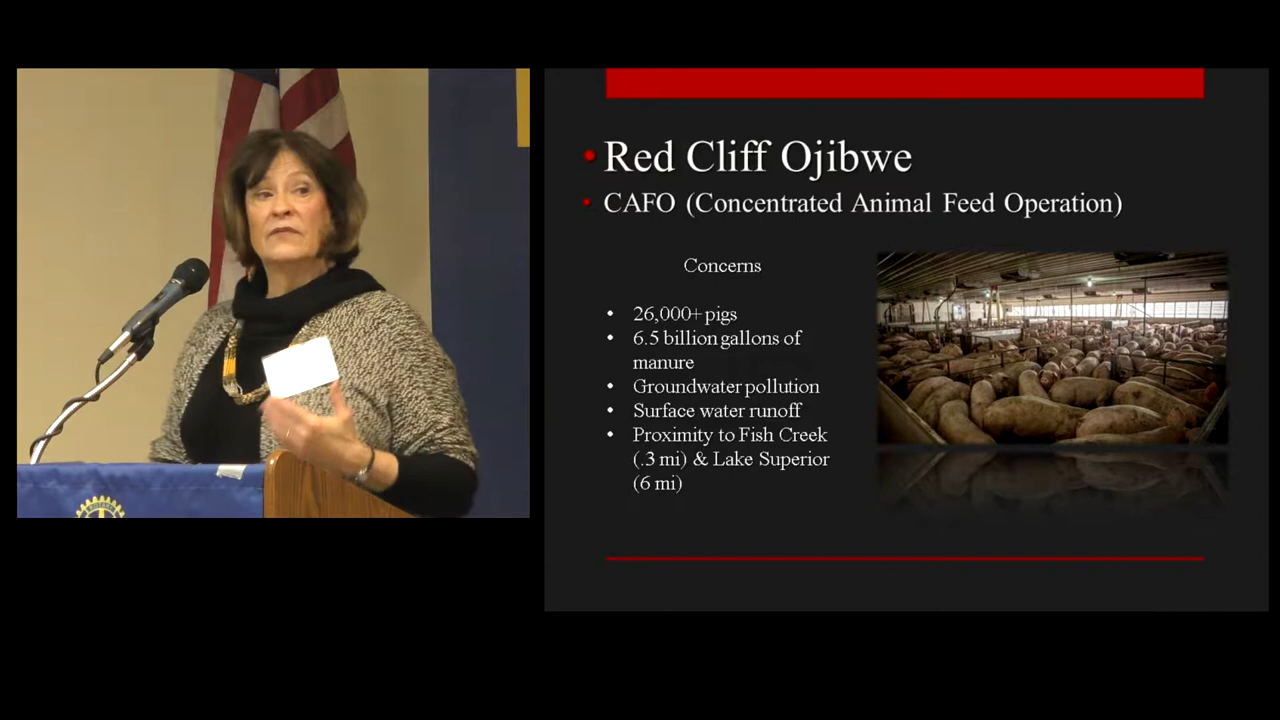 Red Cliff Ojibwe
CAFO (Concentrated Animal Feed Operation)
Concerns
26,000+ pigs
6.5 billion gallons of
manure
Groundwater pollution
Surface water runoff
Proximity to Fish Creek
(.3 mi) & Lake Superior
(6 mi)